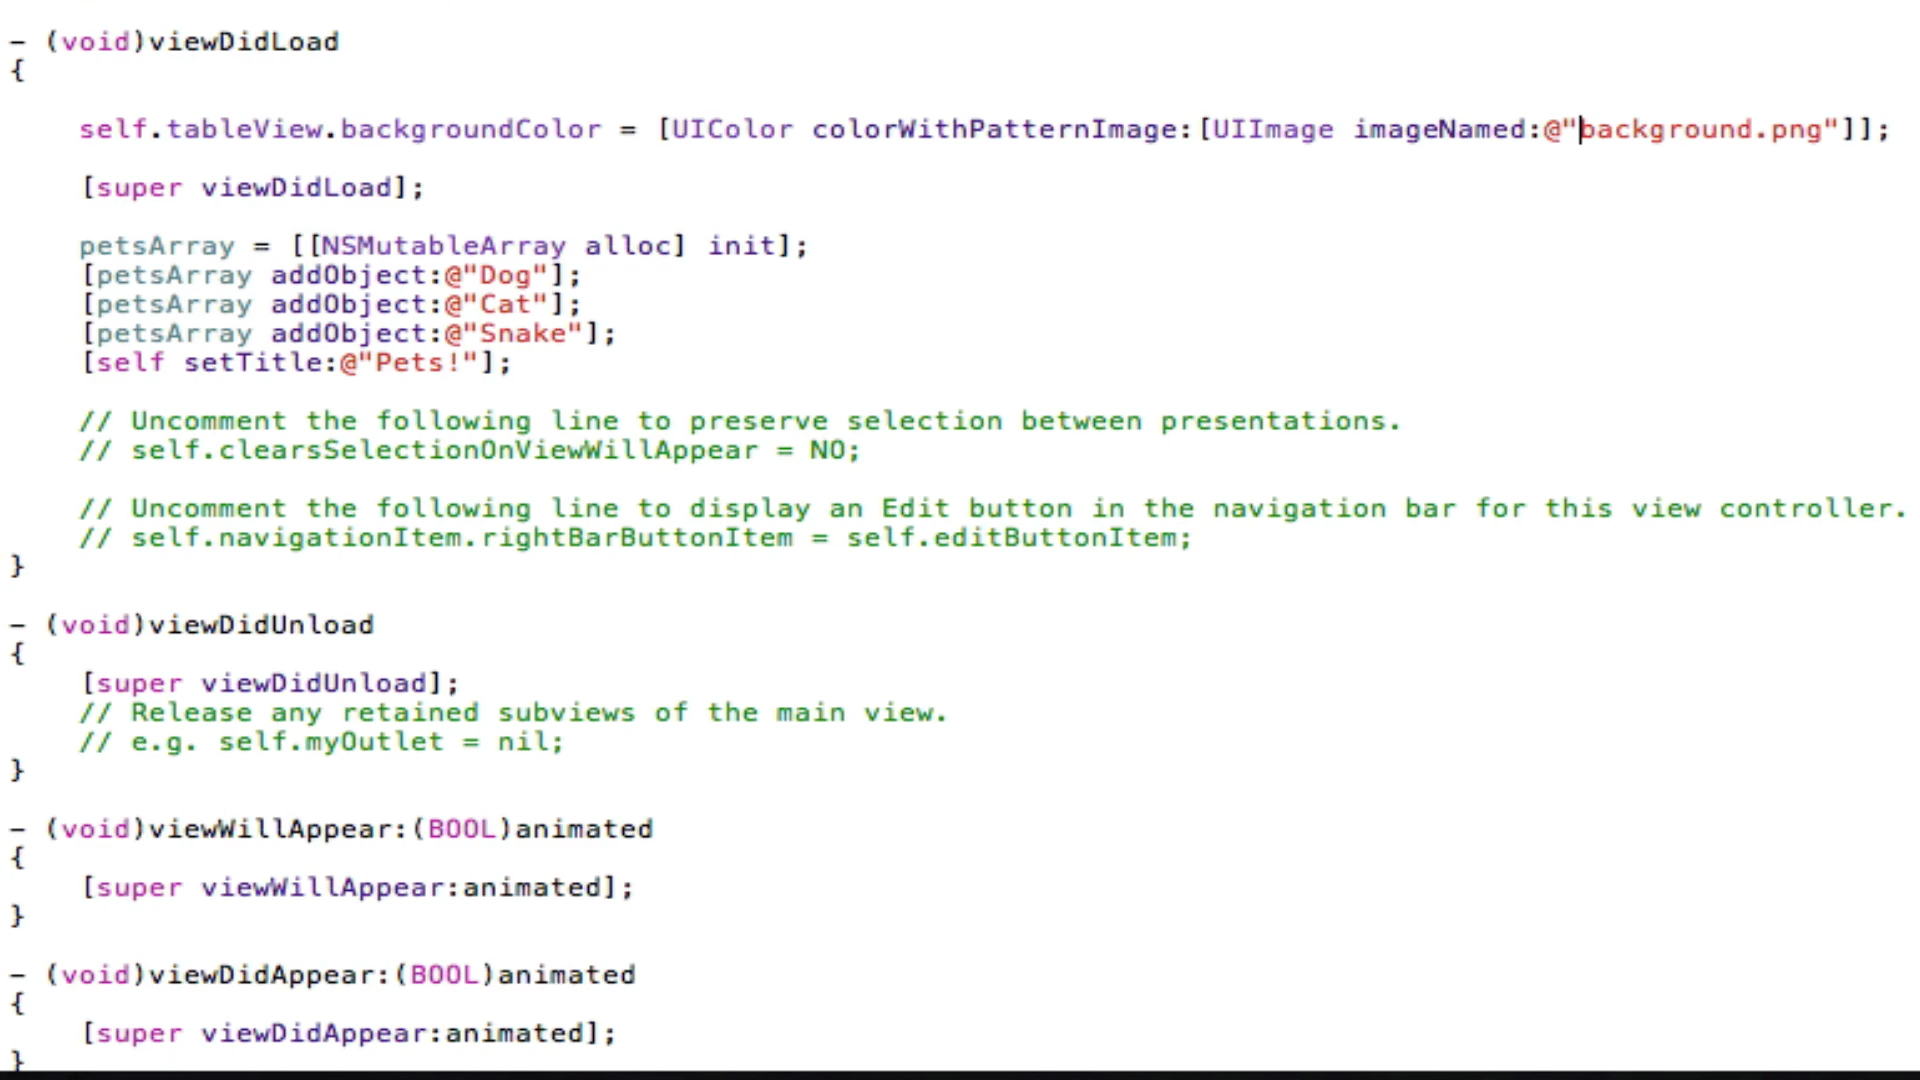 - (void)viewDidLoad
{
self.tableView.backgroundColor = [UIColor colorWithPatternImage:[UIImage imageNamed:@"background.png"]];
[super viewDidLoad];
petsArray = [[NSMutableArray alloc] init];
[petsArray addObject:@"Dog"];
[petsArray addObject:@"Cat"];
[petsArray addObject:@"Snake"];
[self setTitle:@"Pets!"];
// Uncomment the following line to preserve selection between presentations.
// self.clearsSelectionOnViewWillAppear = NO;
// Uncomment the following line to display an Edit button in the navigation bar for this view controller.
// self.navigationItem.rightBarButtonItem = self.editButtonItem;
}
- (void)viewDidUnload
{
[super viewDidUnload];
// Release any retained subviews of the main view.
// e.g. self.myOutlet = nil;
}
- (void)viewWillAppear:(BOOL)animated
{
[super viewWillAppear:animated];
}
- (void)viewDidAppear:(BOOL)animated
{
[super viewDidAppear:animated];
}